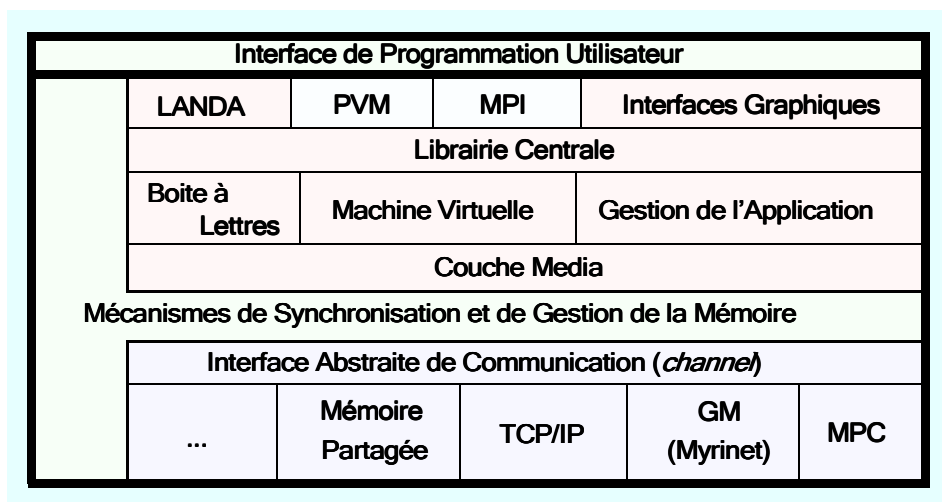 Interface de Programmation Utilisateur
LANDA PVM MPI Interfaces Graphiques
Librairie Centrale
Boite à
Lettres Machine Virtuelle Gestion de l'Application
Couche Media
Mécanismes de Synchronisation et de Gestion de la Mémoire
Interface Abstraite de Communication (channel)
...
Mémoire
Partagée
TCP/IP
GM
(Myrinet)
MPC